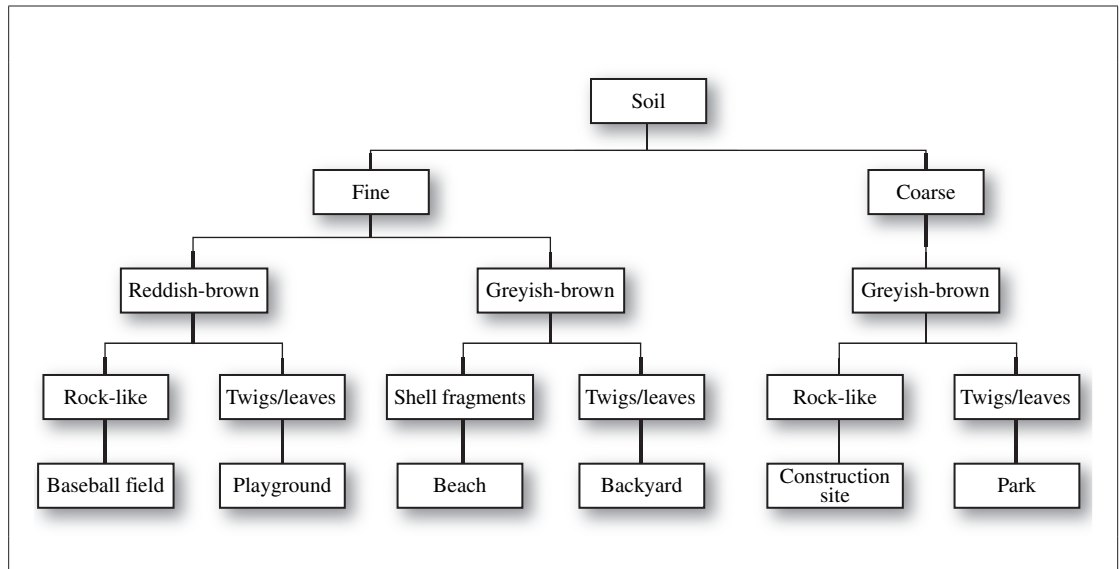 Soil
Fine
Coarse
Reddish-brown
Greyish-brown
Greyish-brown
Rock-like
Twigs/leaves
Shell fragments
Twigs/leaves
Rock-like
Twigs/leaves
Baseball field
Playground
Beach
Backyard
Construction
site
Park